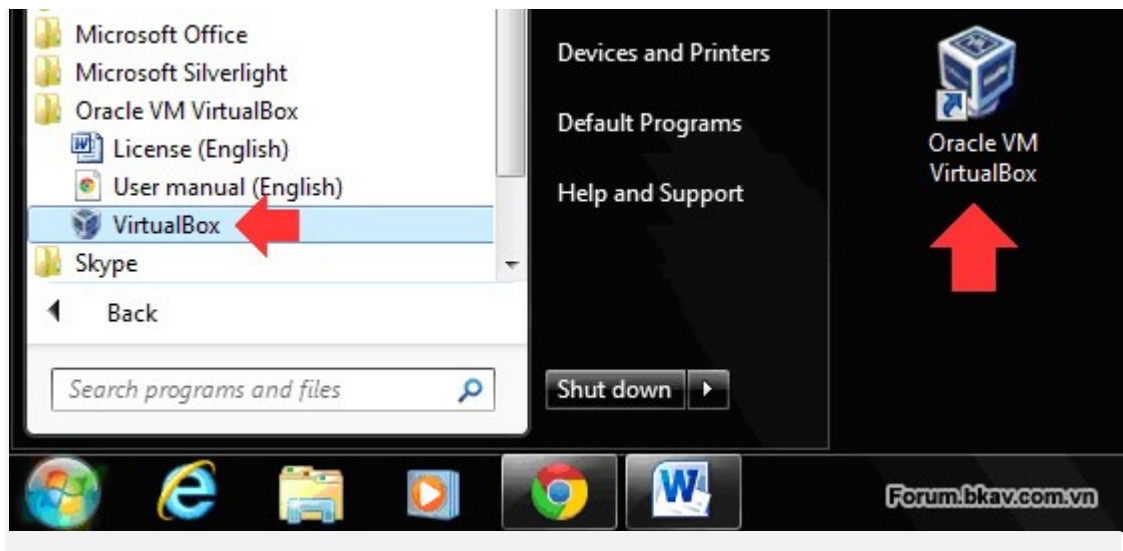 Microsoft Office
Microsoft Silverlight
Oracle VM VirtualBox
License (English)
User manual (English)
VirtualBox
Skype
Back
Search programs and files
Devices and Printers
Default Programs
Help and Support
Shut down
Oracle VM
VirtualBox
Forum.bkav.com.vn